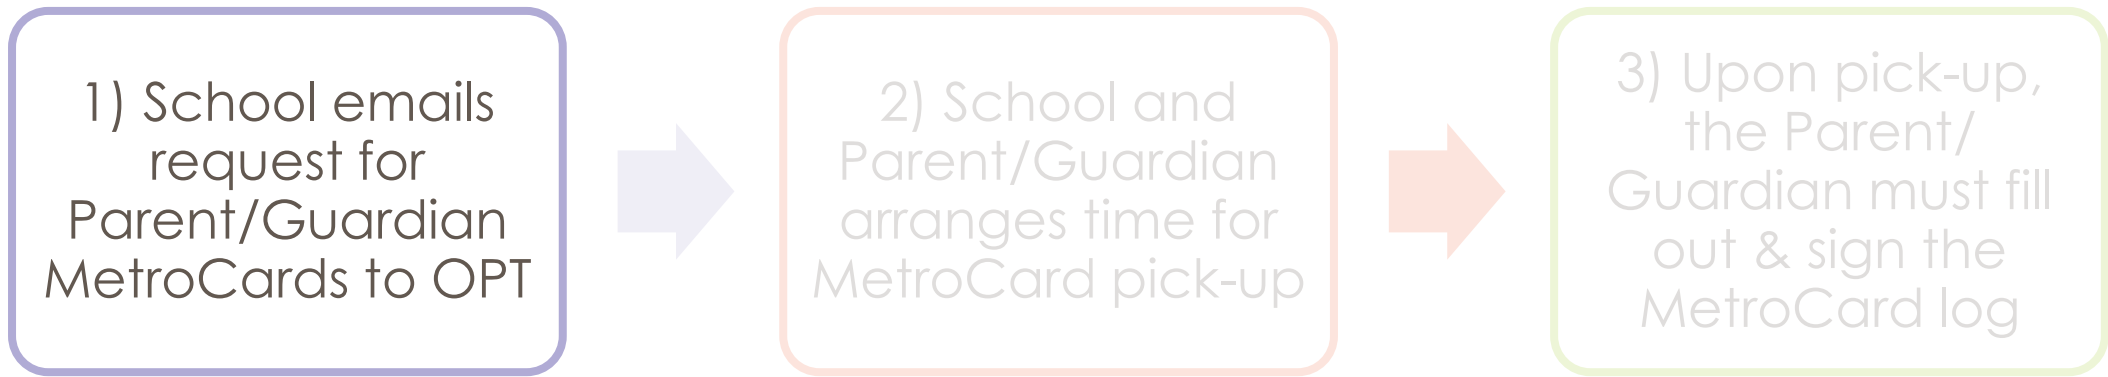 1) School emails
request for
Parent/Guardian
MetroCards to OPT
2) School and
Parent/Guardian
arranges time for
MetroCard pick-up
3) Upon pick-up,
the Parent/
Guardian must fill
out & sign the
MetroCard log